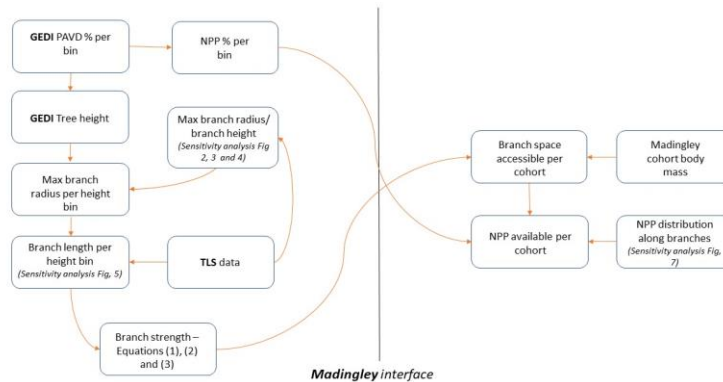 GEDI PAVD % per
bin
NPP % per
bin
GEDI Tree height
Max branch radius/
branch height
(Sensitivity analysis Fig
2, 3 and 4)
Max branch
radius per height
bin
Branch length per
height bin
(Sensitivity analysis Fig, 5)
TLS data
Branch strength –
Equations (1), (2)
and (3)
Branch space
accessible per
cohort
Madingley
cohort body
mass
NPP available per
cohort
NPP distribution
along branches
(Sensitivity analysis Fig,
7)
Madingley interface